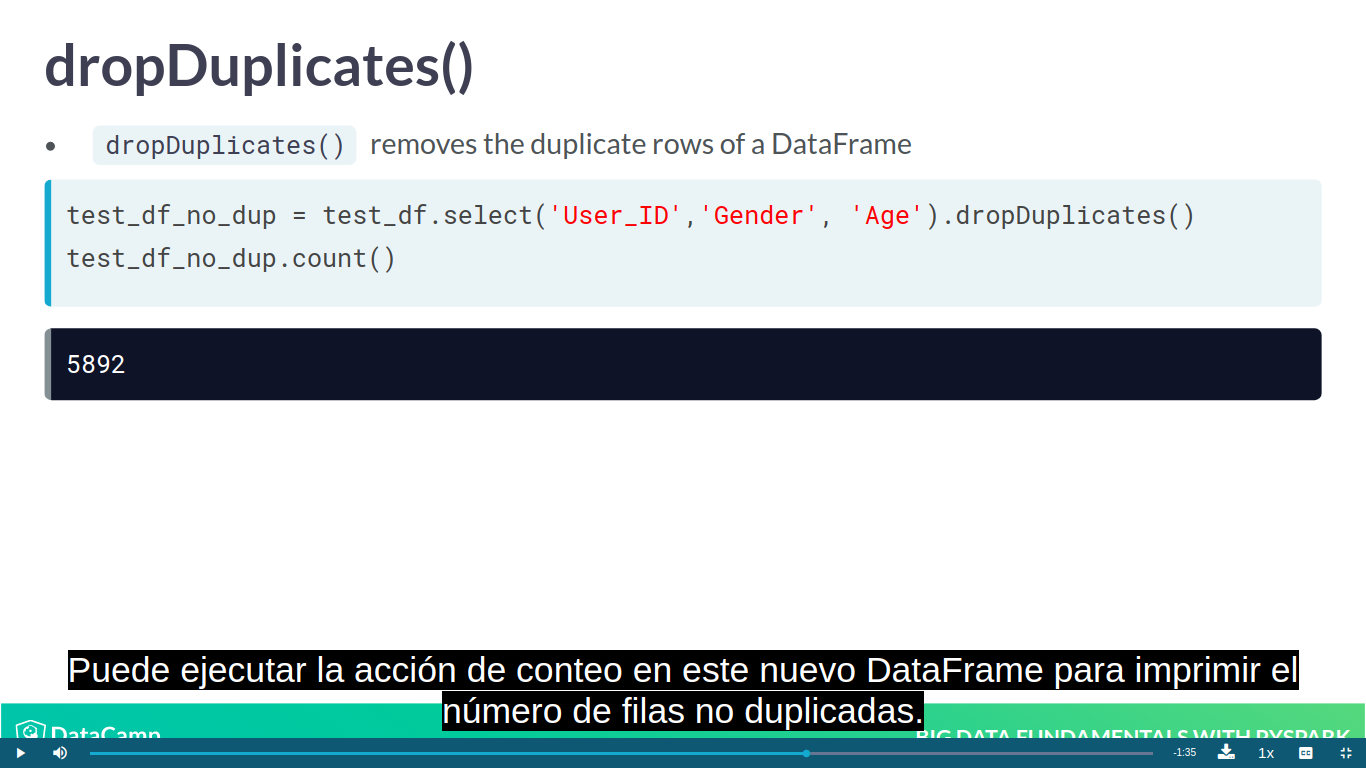 dropDuplicates()
• dropDuplicates() removes the duplicate rows of a DataFrame
test_df_no_dup = test_df.select('User_ID','Gender', 'Age').dropDuplicates()
test_df_no_dup.count()
5892
Puede ejecutar la acción de conteo en este nuevo DataFrame para imprimir el
número de filas no duplicadas.
DataCamp
BIG DATA FUNDAMENTALS WITH PYSPARK
-1:35
1x
CC